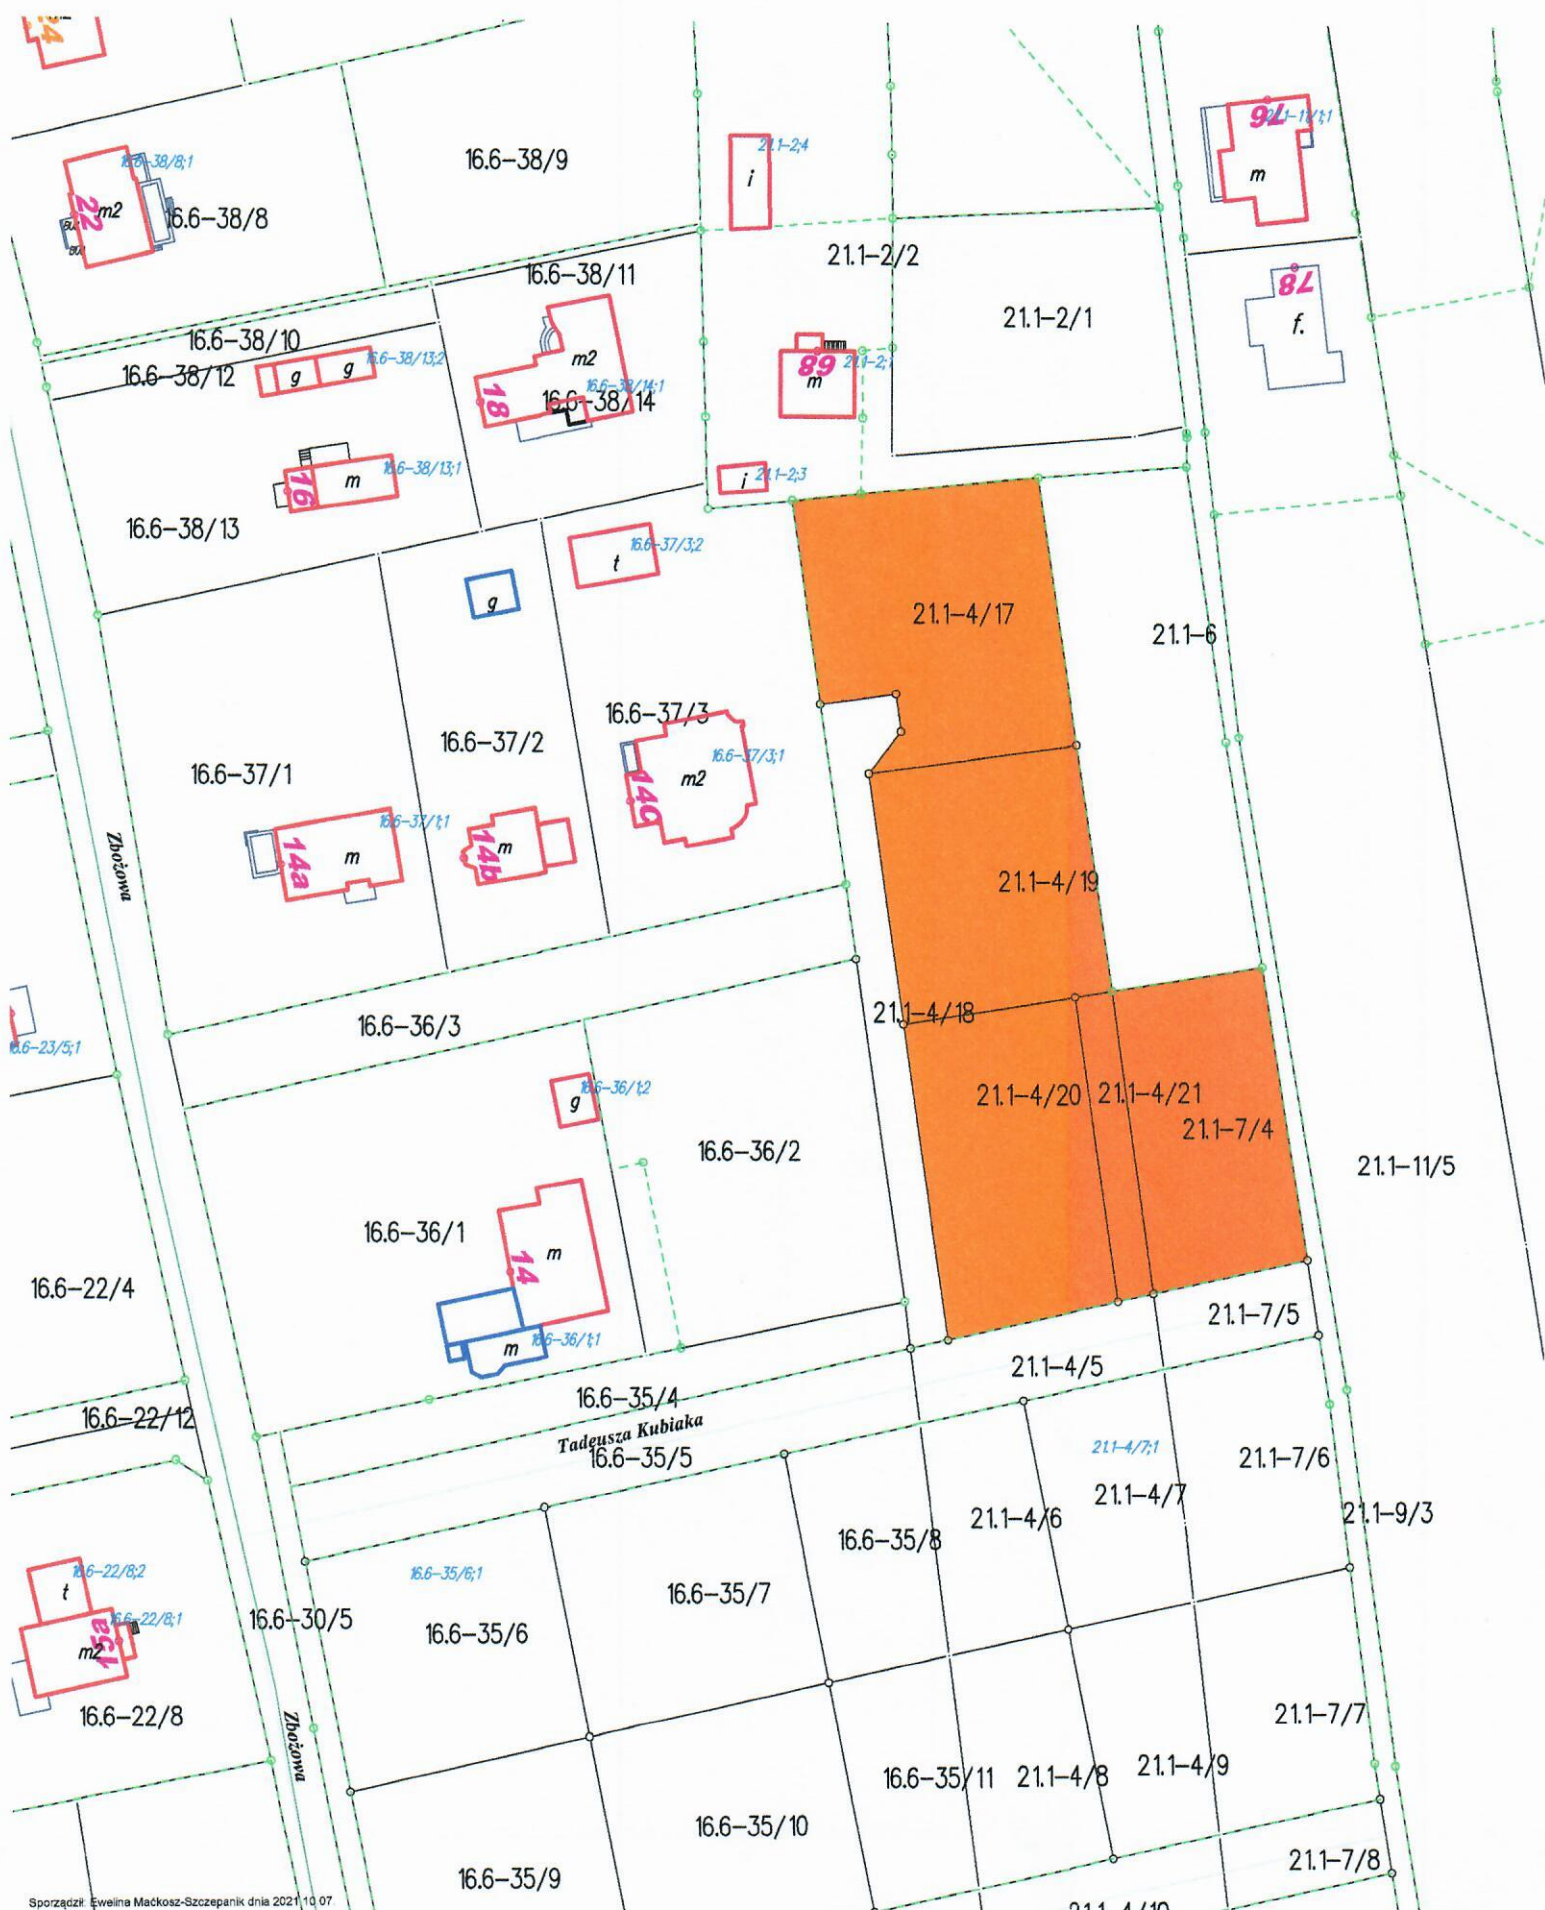 24
76
21.1-11/1;1
21.1-2;4
16.6-38/9
16.6-38/8;1
i
m
m2
22
16.6-38/8
21.1-2/2
16.6-38/11
78
f.
21.1-2/1
16.6-38/10
16.6-38/13;2
g
g
16.6-38/12
m2
68
m
16.6-38/14;1
16.6-38/14
18
16.6-38/13;1
16
m
i
21.1-2;3
16.6-38/13
16.6-37/3;2
t
g
21.1-4/17
21.1-6
16.6-37/3
16.6-37/2
16.6-37/3;1
16.6-37/1
m2
14C
16.6-37/1;1
14b
m
14a
m
Zbożowa
21.1-4/19
21.1-4/18
16.6-36/3
16.6-23/5;1
16.6-36/1;2
g
21.1-4/20
21.1-4/21
21.1-7/4
16.6-36/2
21.1-11/5
16.6-36/1
14
m
16.6-22/4
21.1-7/5
16.6-36/1;1
m
21.1-4/5
16.6-35/4
16.6-22/12
Tadeusza Kubiaka
16.6-35/5
21.1-4/7;1
21.1-7/6
21.1-4/7
21.1-4/6
21.1-9/3
16.6-35/8
16.6-22/8;2
16.6-35/6;1
t
16.6-35/7
16.6-22/8;1
16.6-30/5
16.6-35/6
15a
m2
16.6-22/8
21.1-7/7
Zbożowa
21.1-4/9
16.6-35/11
21.1-4/8
16.6-35/10
21.1-7/8
16.6-35/9
Sporządził: Ewelina Maćkosz-Szczepanik dnia 2021.10.07.
21.1-4/10